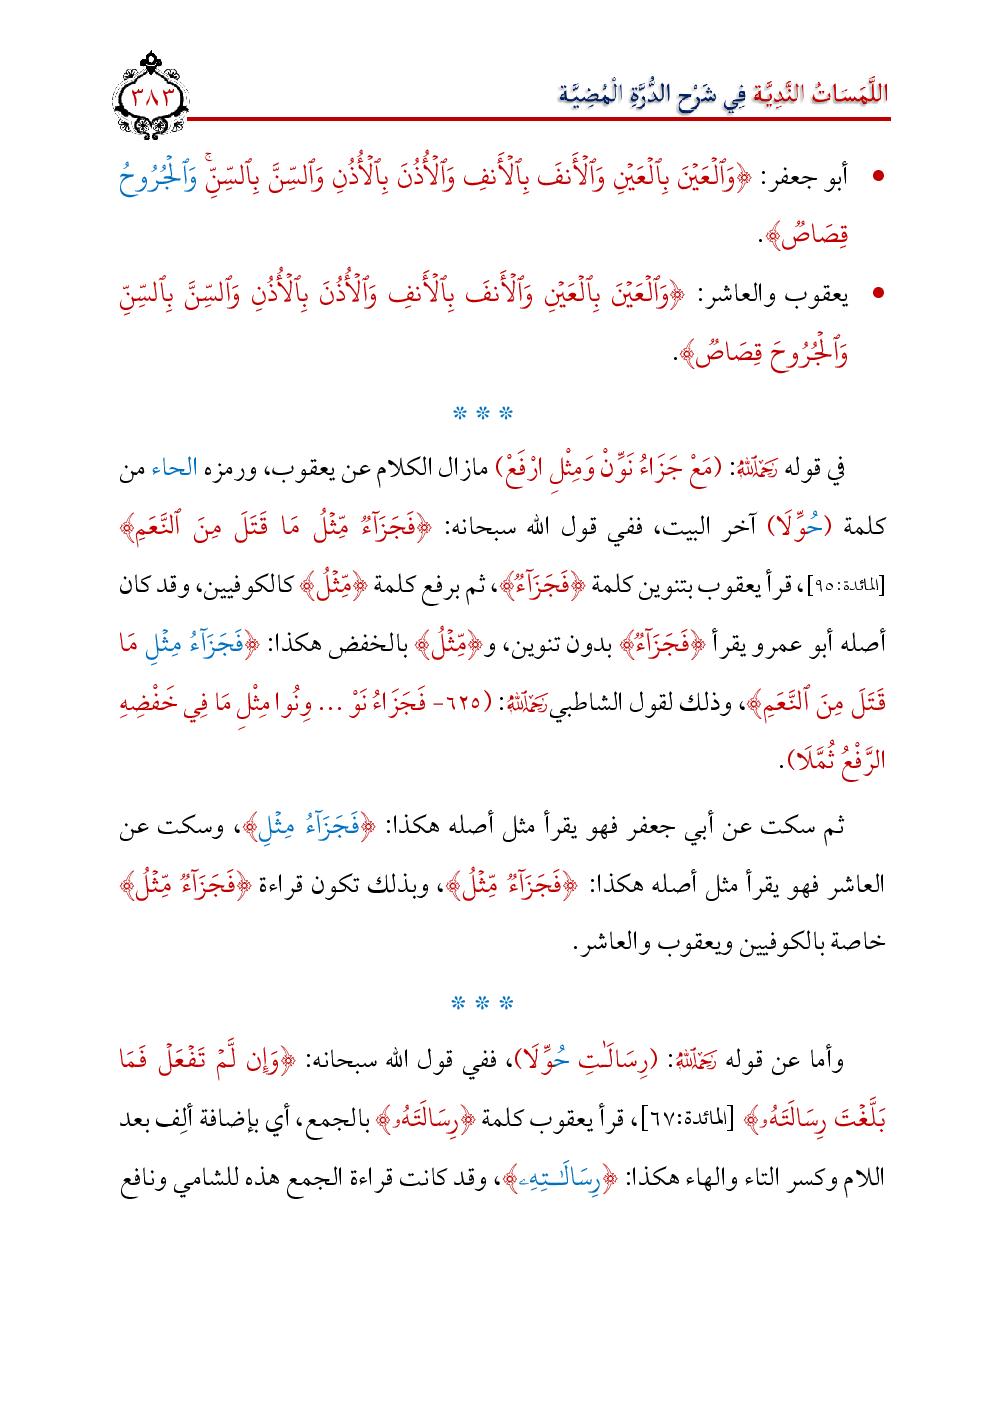 اللَّمَسَاتُ النَّدِيَّة فِي شَرْحِ الدُّرَّةِ الْمُضِيَّة
٣٨٣
• أبو جعفر: ﴿وَٱلۡعَيۡنَ بِٱلۡعَيۡنِ وَٱلۡأَنفَ بِٱلۡأَنفِ وَٱلۡأُذُنَ بِٱلۡأُذُنِ وَٱلسِّنَّ بِٱلسِّنِّۚ وَٱلۡجُرُوحُ
قِصَاصٞ﴾.
• يعقوب والعاشر: ﴿وَٱلۡعَيۡنَ بِٱلۡعَيۡنِ وَٱلۡأَنفَ بِٱلۡأَنفِ وَٱلۡأُذُنَ بِٱلۡأُذُنِ وَٱلسِّنَّ بِٱلسِّنِّ
وَٱلۡجُرُوحَ قِصَاصٞ﴾.
* * *
في قوله رَحِمَهُ ٱللَّهُ: (مَعْ جَزَاءُ نَوِّنْ وَمِثْلِ ارْفَعْ) مازال الكلام عن يعقوب، ورمزه الحاء من
كلمة (حُوِّلَا) آخر البيت، ففي قول الله سبحانه: ﴿فَجَزَآءٞ مِّثۡلُ مَا قَتَلَ مِنَ ٱلنَّعَمِ﴾
[المائدة:٩٥]، قرأ يعقوب بتنوين كلمة ﴿فَجَزَآءٞ﴾، ثم برفع كلمة ﴿مِّثۡلُ﴾ كالكوفيين، وقد كان
أصله أبو عمرو يقرأ ﴿فَجَزَآءٞ﴾ بدون تنوين، و﴿مِّثۡلُ﴾ بالخفض هكذا: ﴿فَجَزَآءُ مِثۡلِ مَا
قَتَلَ مِنَ ٱلنَّعَمِ﴾، وذلك لقول الشاطبي رَحِمَهُ ٱللَّهُ: (٦٢٥- فَجَزَاءُ نَوْ ... وِنُوا مِثْلِ مَا فِي خَفْضِهِ
الرَّفْعُ ثُمَّلَا).
ثم سكت عن أبي جعفر فهو يقرأ مثل أصله هكذا: ﴿فَجَزَآءُ مِثۡلِ﴾، وسكت عن
العاشر فهو يقرأ مثل أصله هكذا: ﴿فَجَزَآءٞ مِّثۡلُ﴾، وبذلك تكون قراءة ﴿فَجَزَآءٞ مِّثۡلُ﴾
خاصة بالكوفيين ويعقوب والعاشر.
* * *
وأما عن قوله رَحِمَهُ ٱللَّهُ: (رِسَالَـٰتِ حُوِّلَا)، ففي قول الله سبحانه: ﴿وَإِن لَّمۡ تَفۡعَلۡ فَمَا
بَلَّغۡتَ رِسَالَتَهُۥ﴾ [المائدة:٦٧]، قرأ يعقوب كلمة ﴿رِسَالَتَهُۥ﴾ بالجمع، أي بإضافة ألِف بعد
اللام وكسر التاء والهاء هكذا: ﴿رِسَالَـٰتِهِۦ﴾، وقد كانت قراءة الجمع هذه للشامي ونافع